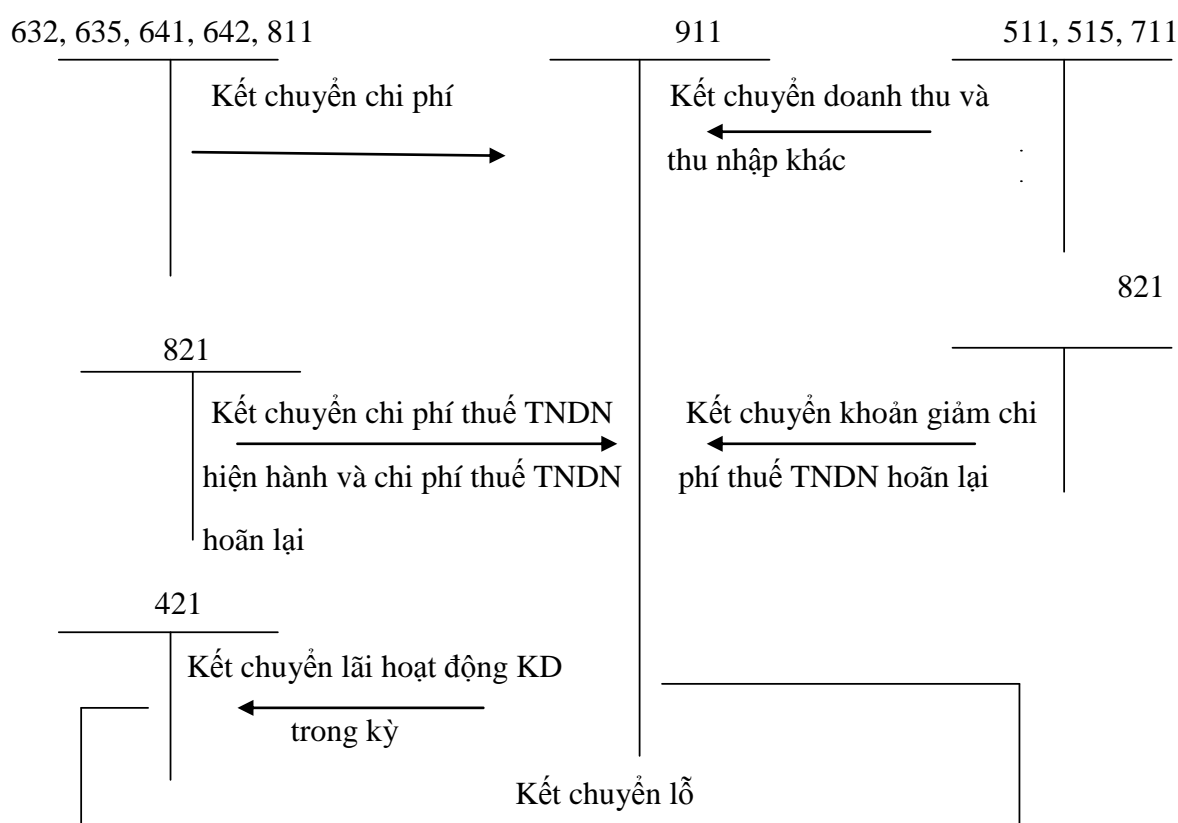 632, 635, 641, 642, 811
911
511, 515, 711
Kết chuyển chi phí
Kết chuyển doanh thu và
thu nhập khác
821
821
Kết chuyển chi phí thuế TNDN
hiện hành và chi phí thuế TNDN
hoãn lại
Kết chuyển khoản giảm chi
phí thuế TNDN hoãn lại
421
Kết chuyển lãi hoạt động KD
trong kỳ
Kết chuyển lỗ